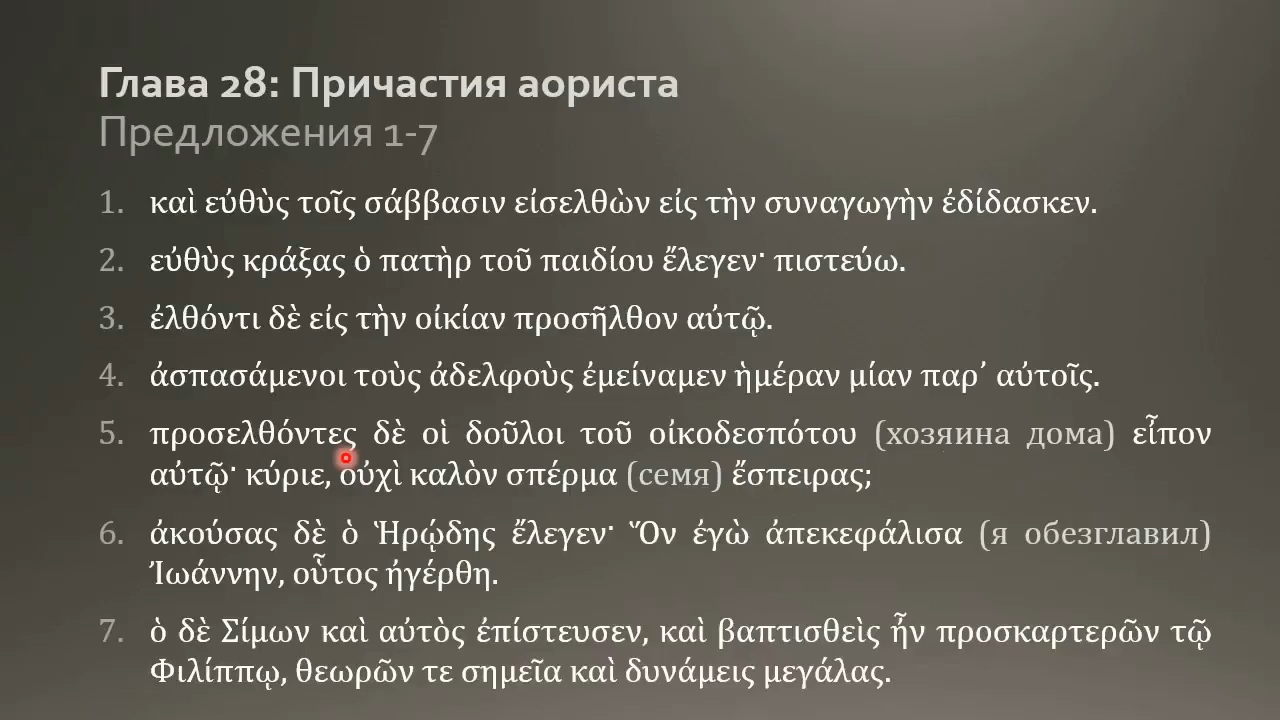 Глава 28: Причастия аориста
Предложения 1-7
1. καὶ εὐθὺς τοῖς σάββασιν εἰσελθὼν εἰς τὴν συναγωγὴν ἐδίδασκεν.
2. εὐθὺς κράξας ὁ πατὴρ τοῦ παιδίου ἔλεγεν· πιστεύω.
3. ἐλθόντι δὲ εἰς τὴν οἰκίαν προσῆλθον αὐτῷ.
4. ἀσπασάμενοι τοὺς ἀδελφοὺς ἐμείναμεν ἡμέραν μίαν παρ’ αὐτοῖς.
5. προσελθόντες δὲ οἱ δοῦλοι τοῦ οἰκοδεσπότου (хозяина дома) εἶπον
αὐτῷ· κύριε, οὐχὶ καλὸν σπέρμα (семя) ἔσπειρας;
6. ἀκούσας δὲ ὁ Ἡρῴδης ἔλεγεν· Ὃν ἐγὼ ἀπεκεφάλισα (я обезглавил)
Ἰωάννην, οὗτος ἠγέρθη.
7. ὁ δὲ Σίμων καὶ αὐτὸς ἐπίστευσεν, καὶ βαπτισθεὶς ἦν προσκαρτερῶν τῷ
Φιλίππῳ, θεωρῶν τε σημεῖα καὶ δυνάμεις μεγάλας.